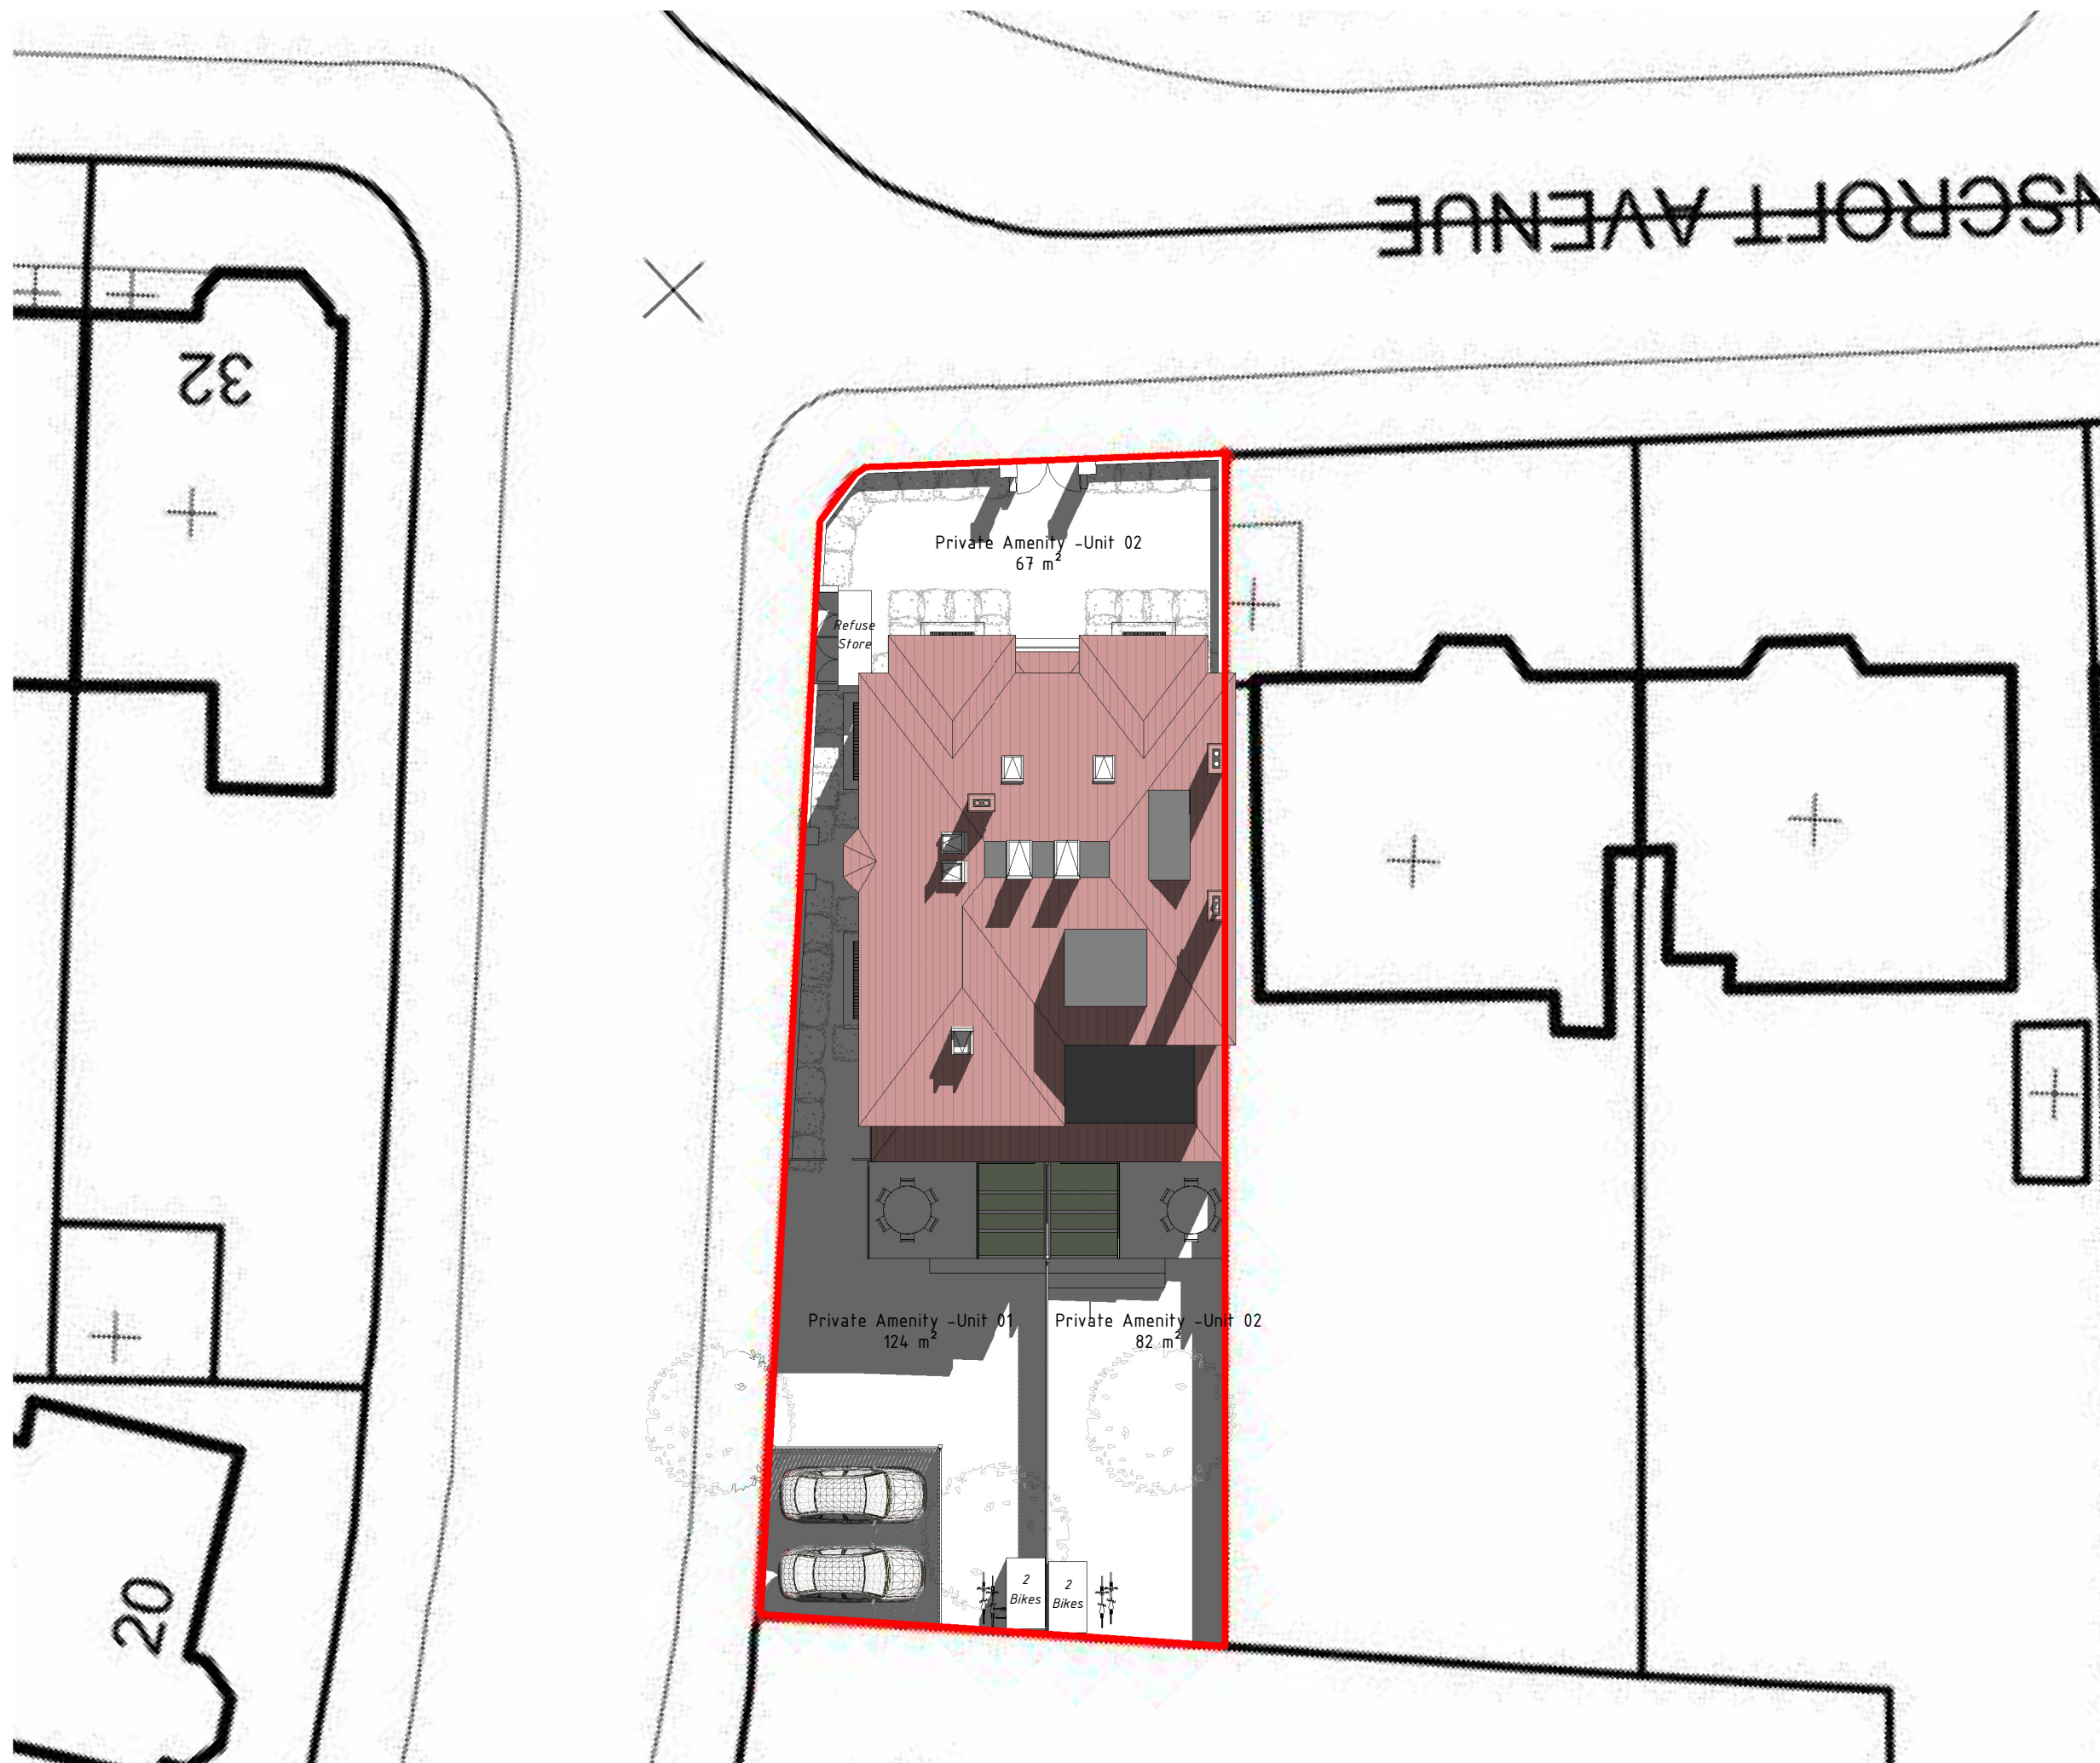 NSCROFT AVENUE
32
Private Amenity -Unit 02
67 m²
Refuse
Store
Private Amenity -Unit 01
124 m²
Private Amenity -Unit 02
82 m²
2
Bikes
2
Bikes
20